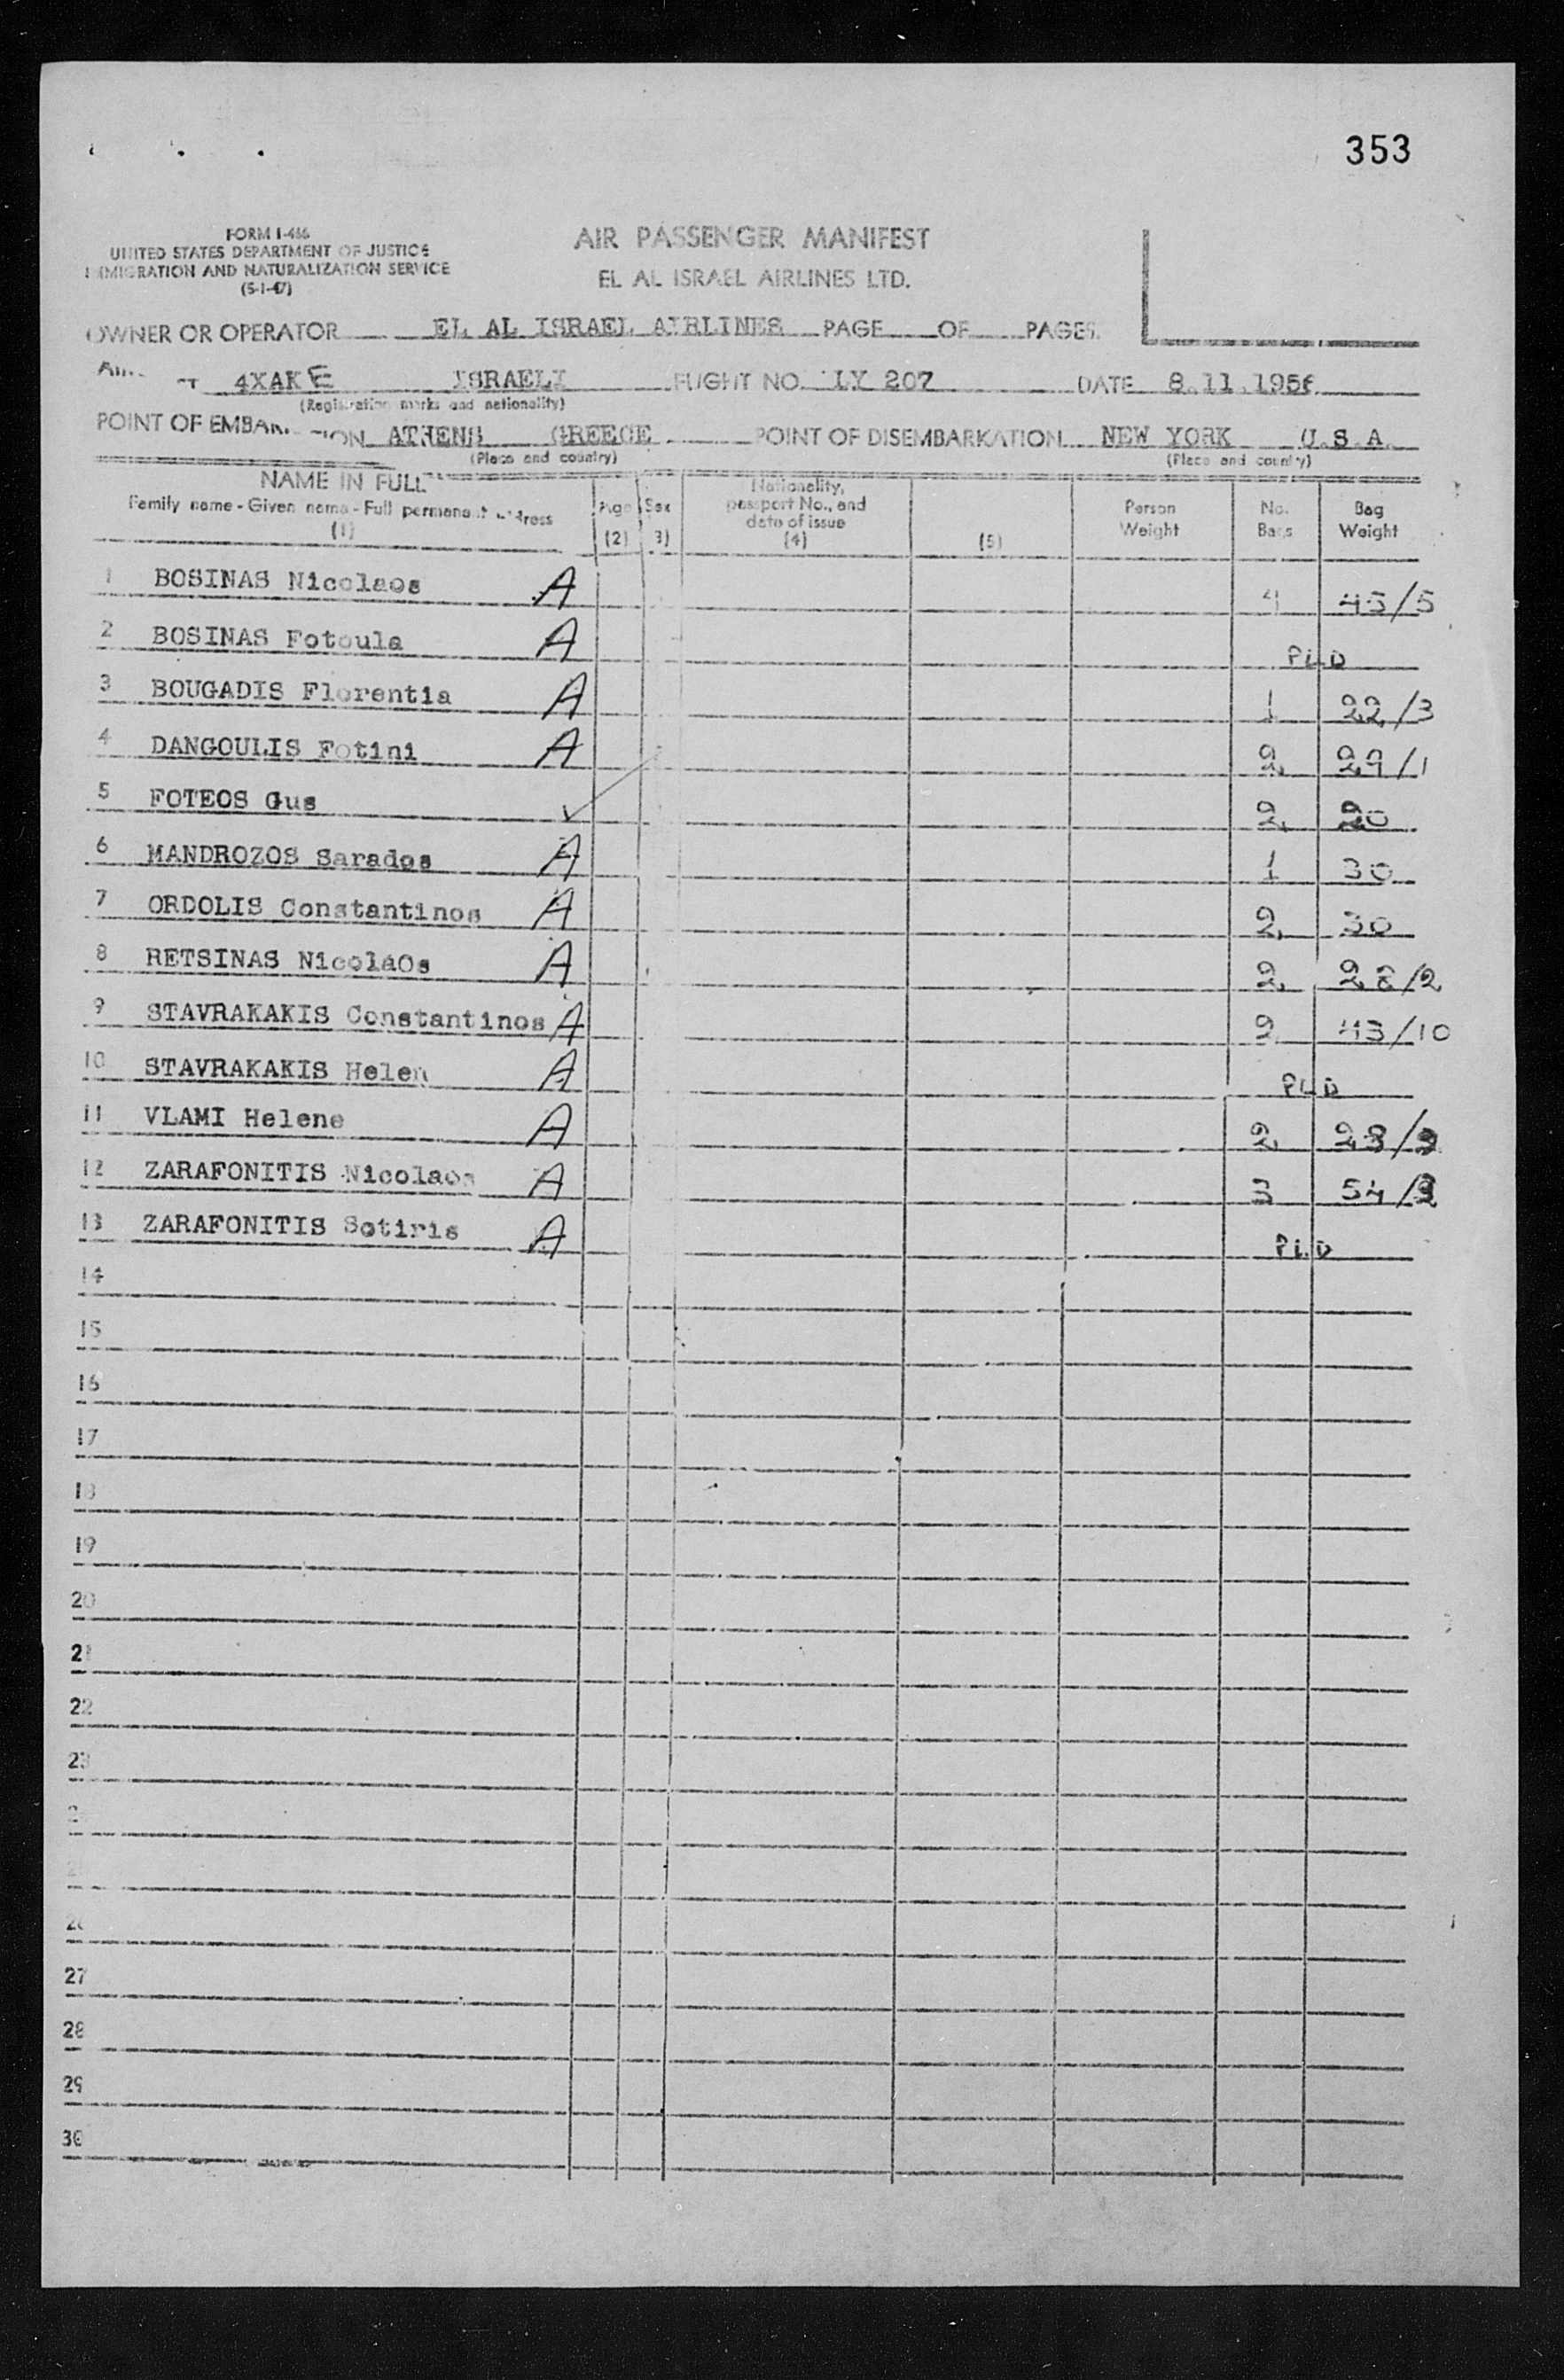 353
FORM I-466
UNITED STATES DEPARTMENT OF JUSTICE
IMMIGRATION AND NATURALIZATION SERVICE
(5-1-47)
AIR PASSENGER MANIFEST
EL AL ISRAEL AIRLINES LTD.
OWNER OR OPERATOR EL AL ISRAEL AIRLINES PAGE OF PAGES
4XAKE ISRAELI FLIGHT NO. LY 207 DATE 8.11.1956
(Registration marks and nationality)
POINT OF EMBARKATION ATHENS GREECE POINT OF DISEMBARKATION NEW YORK U.S.A.
(Place and country) (Place and country)
NAME IN FULL
Family name - Given name - Full permanent address
(1)
Age
(2)
Sex
(3)
Nationality,
passport No., and
date of issue
(4)
(5)
Person
Weight
No.
Bags
Bag
Weight
1 BOSINAS Nicolaos A 4 45/5
2 BOSINAS Fotoula A
3 BOUGADIS Florentia A 1 22/3
4 DANGOULIS Fotini A 2 29/1
5 FOTEOS Gus ✓ 2 20
6 MANDROZOS Sarados A 1 30
7 ORDOLIS Constantinos A 2 30
8 RETSINAS NicolaOs A 2 28/2
9 STAVRAKAKIS Constantinos A 2 43/10
10 STAVRAKAKIS Helen A
11 VLAMI Helene A 2
12 ZARAFONITIS Nicolaos A 3
13 ZARAFONITIS Sotiris A
14
15
16
17
18
19
20
21
22
23
26
27
28
29
30